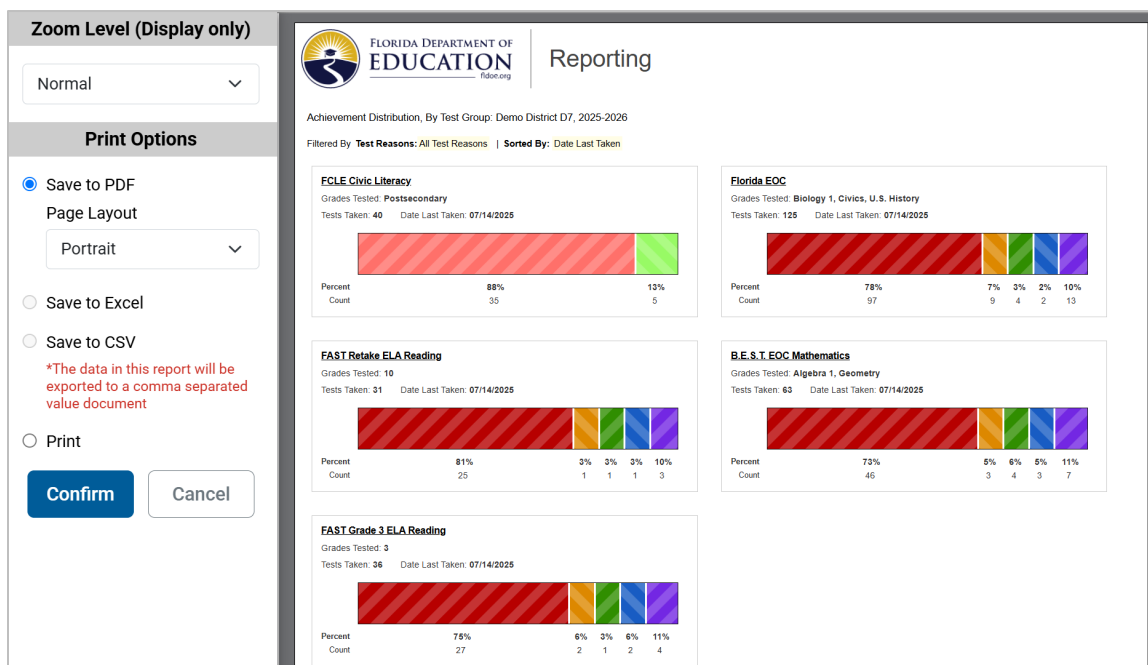 Zoom Level (Display only)
Normal
Print Options
Save to PDF
Page Layout
Portrait
Save to Excel
Save to CSV
*The data in this report will be
exported to a comma separated
value document
Print
Confirm
Cancel
FLORIDA DEPARTMENT OF
EDUCATION
fldoe.org
Reporting
Achievement Distribution, By Test Group: Demo District D7, 2025-2026
Filtered By Test Reasons: All Test Reasons | Sorted By: Date Last Taken
FCLE Civic Literacy
Grades Tested: Postsecondary
Tests Taken: 40 Date Last Taken: 07/14/2025
Percent 88% 13%
Count 35 5
Florida EOC
Grades Tested: Biology 1, Civics, U.S. History
Tests Taken: 125 Date Last Taken: 07/14/2025
Percent 78% 7% 3% 2% 10%
Count 97 9 4 2 13
FAST Retake ELA Reading
Grades Tested: 10
Tests Taken: 31 Date Last Taken: 07/14/2025
Percent 81% 3% 3% 3% 10%
Count 25 1 1 1 3
B.E.S.T. EOC Mathematics
Grades Tested: Algebra 1, Geometry
Tests Taken: 63 Date Last Taken: 07/14/2025
Percent 73% 5% 6% 5% 11%
Count 46 3 4 3 7
FAST Grade 3 ELA Reading
Grades Tested: 3
Tests Taken: 36 Date Last Taken: 07/14/2025
Percent 75% 6% 3% 6% 11%
Count 27 2 1 2 4